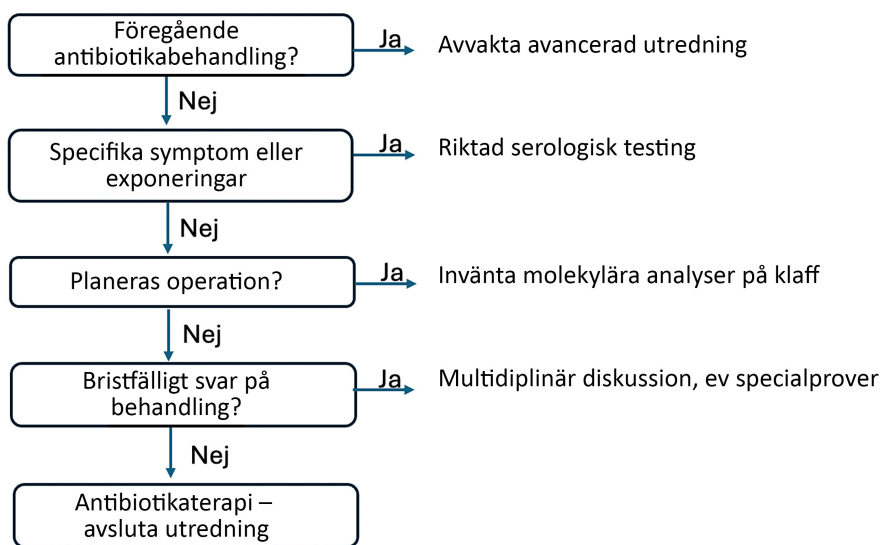 Föregående
antibiotikabehandling?
Ja
Avvakta avancerad utredning
Nej
Specifika symptom eller
exponeringar
Ja
Riktad serologisk testing
Nej
Planeras operation?
Ja
Invänta molekylära analyser på klaff
Nej
Bristfälligt svar på
behandling?
Ja
Multidiplinär diskussion, ev specialprover
Nej
Antibiotikaterapi –
avsluta utredning